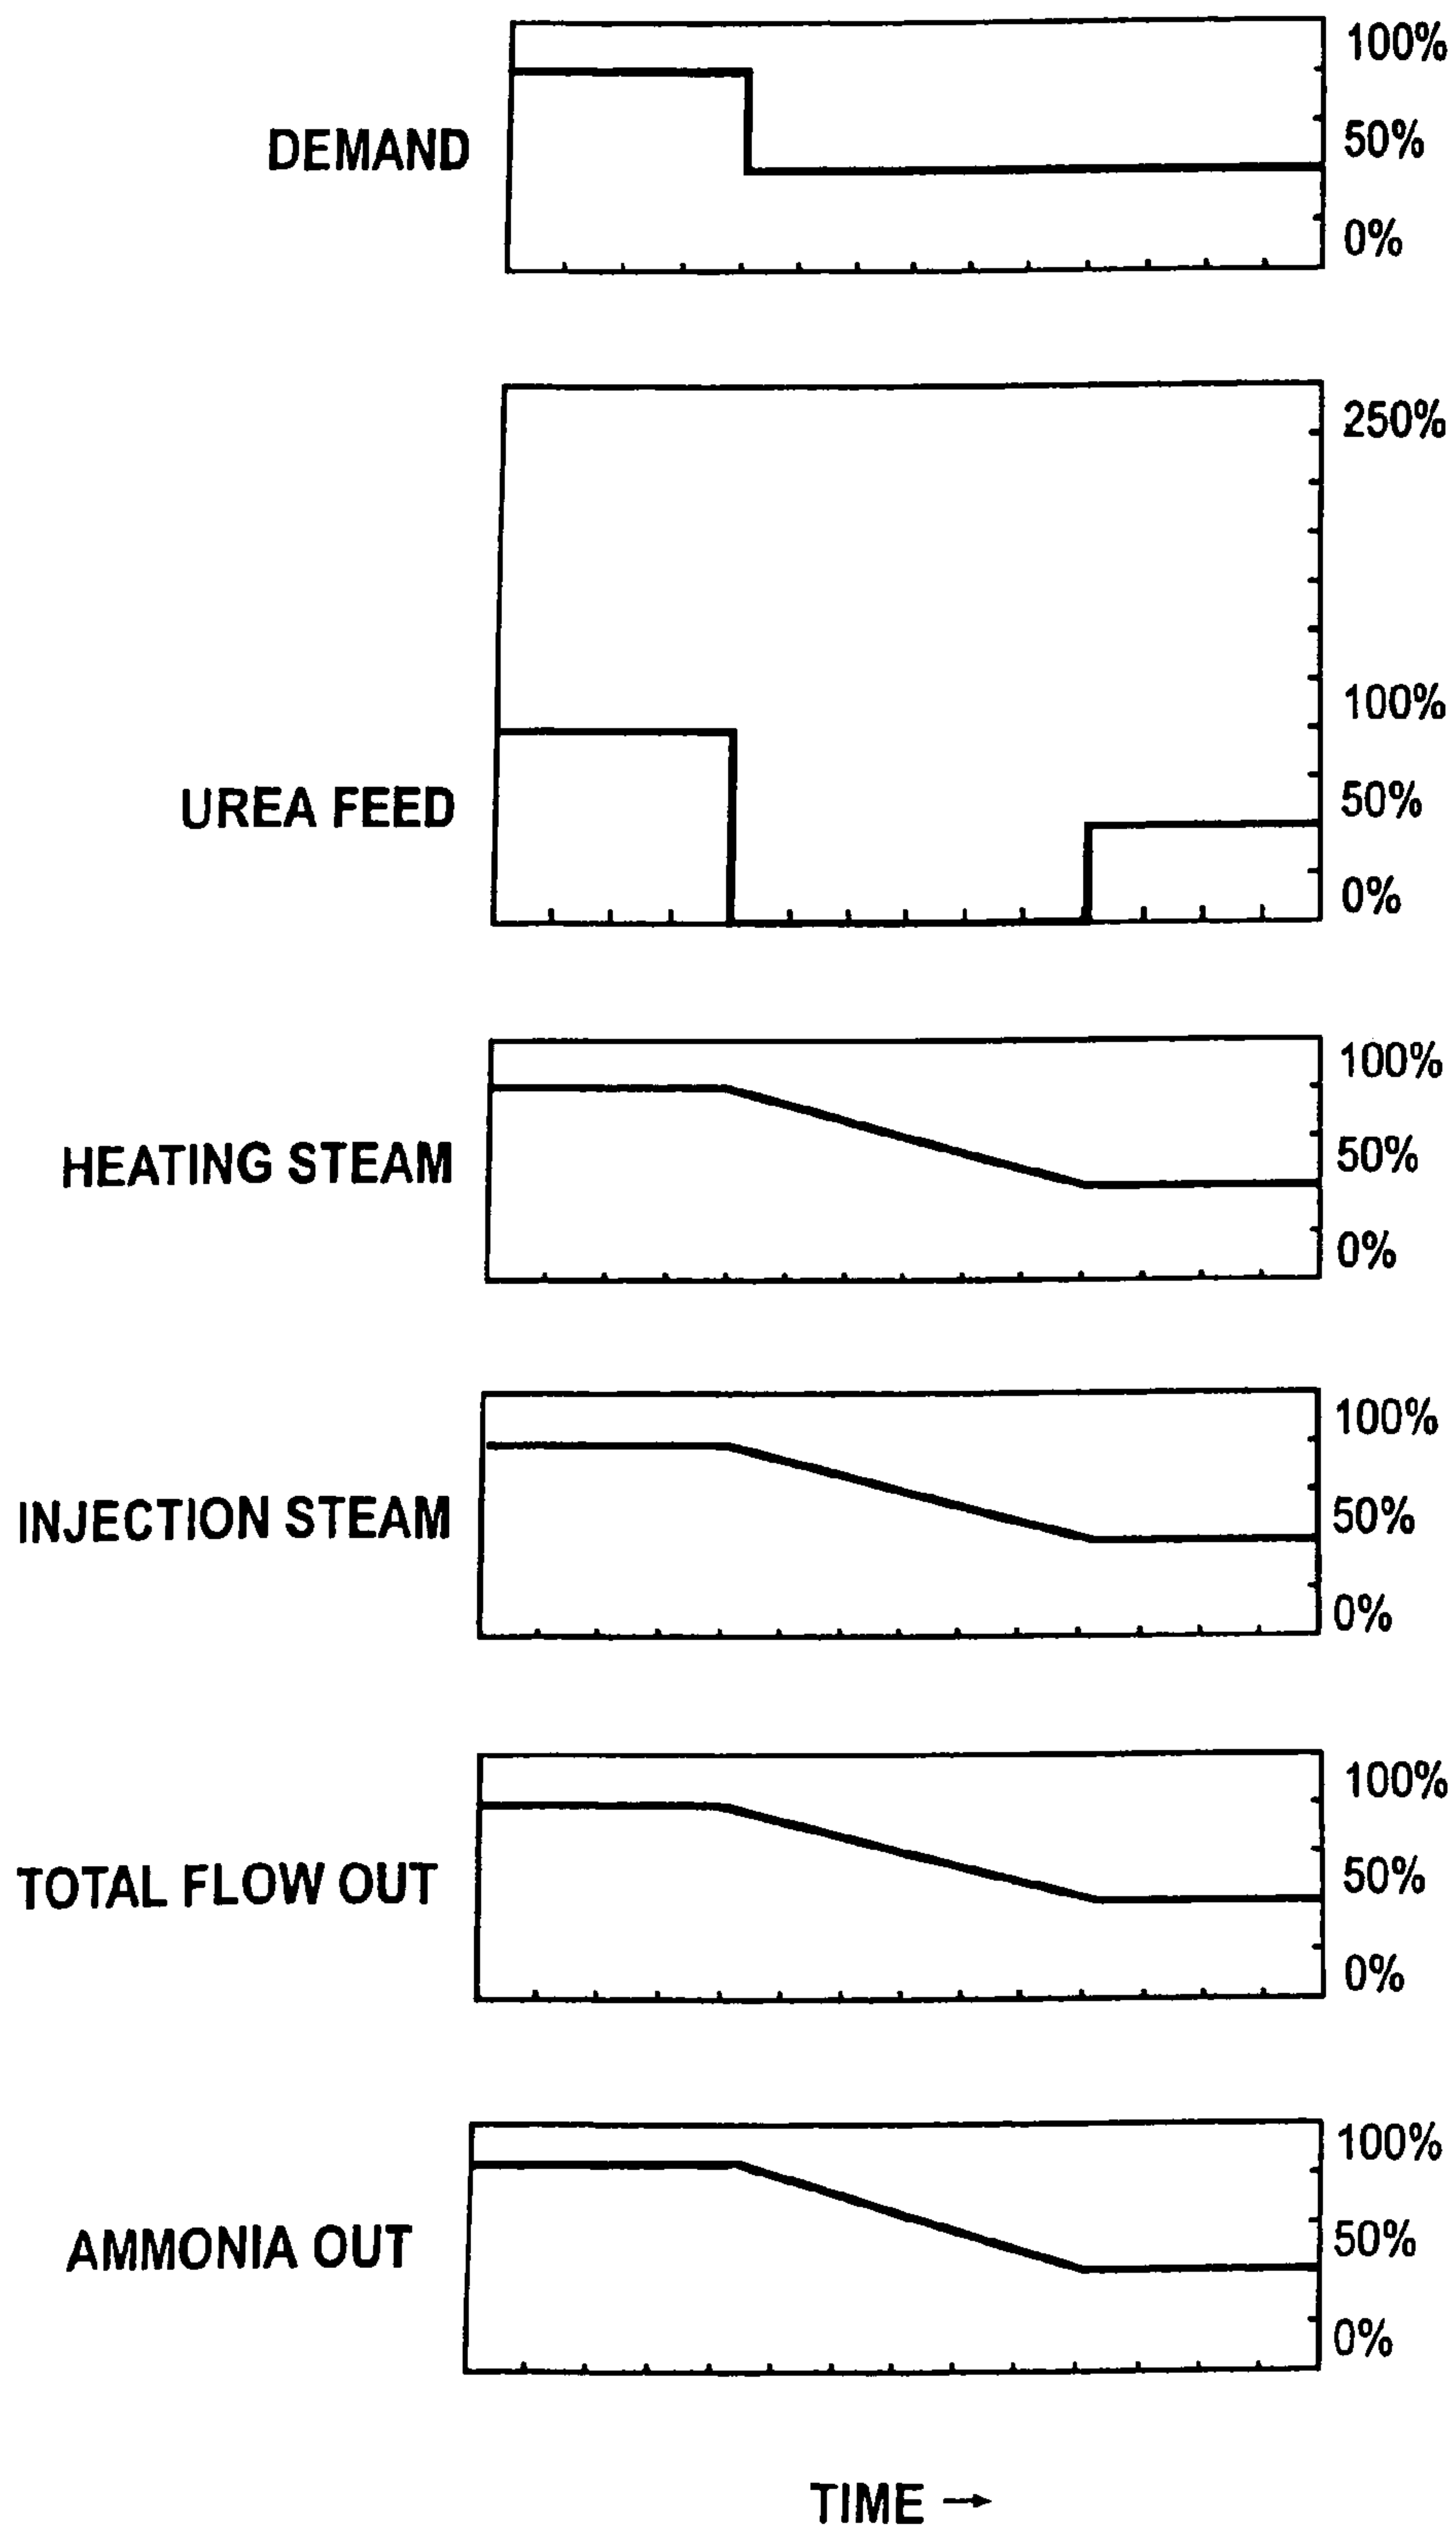 100%
DEMAND
50%
0%
250%
100%
UREA FEED
50%
0%
100%
HEATING STEAM
50%
0%
100%
INJECTION STEAM
50%
0%
100%
TOTAL FLOW OUT
50%
0%
100%
AMMONIA OUT
50%
0%
TIME →